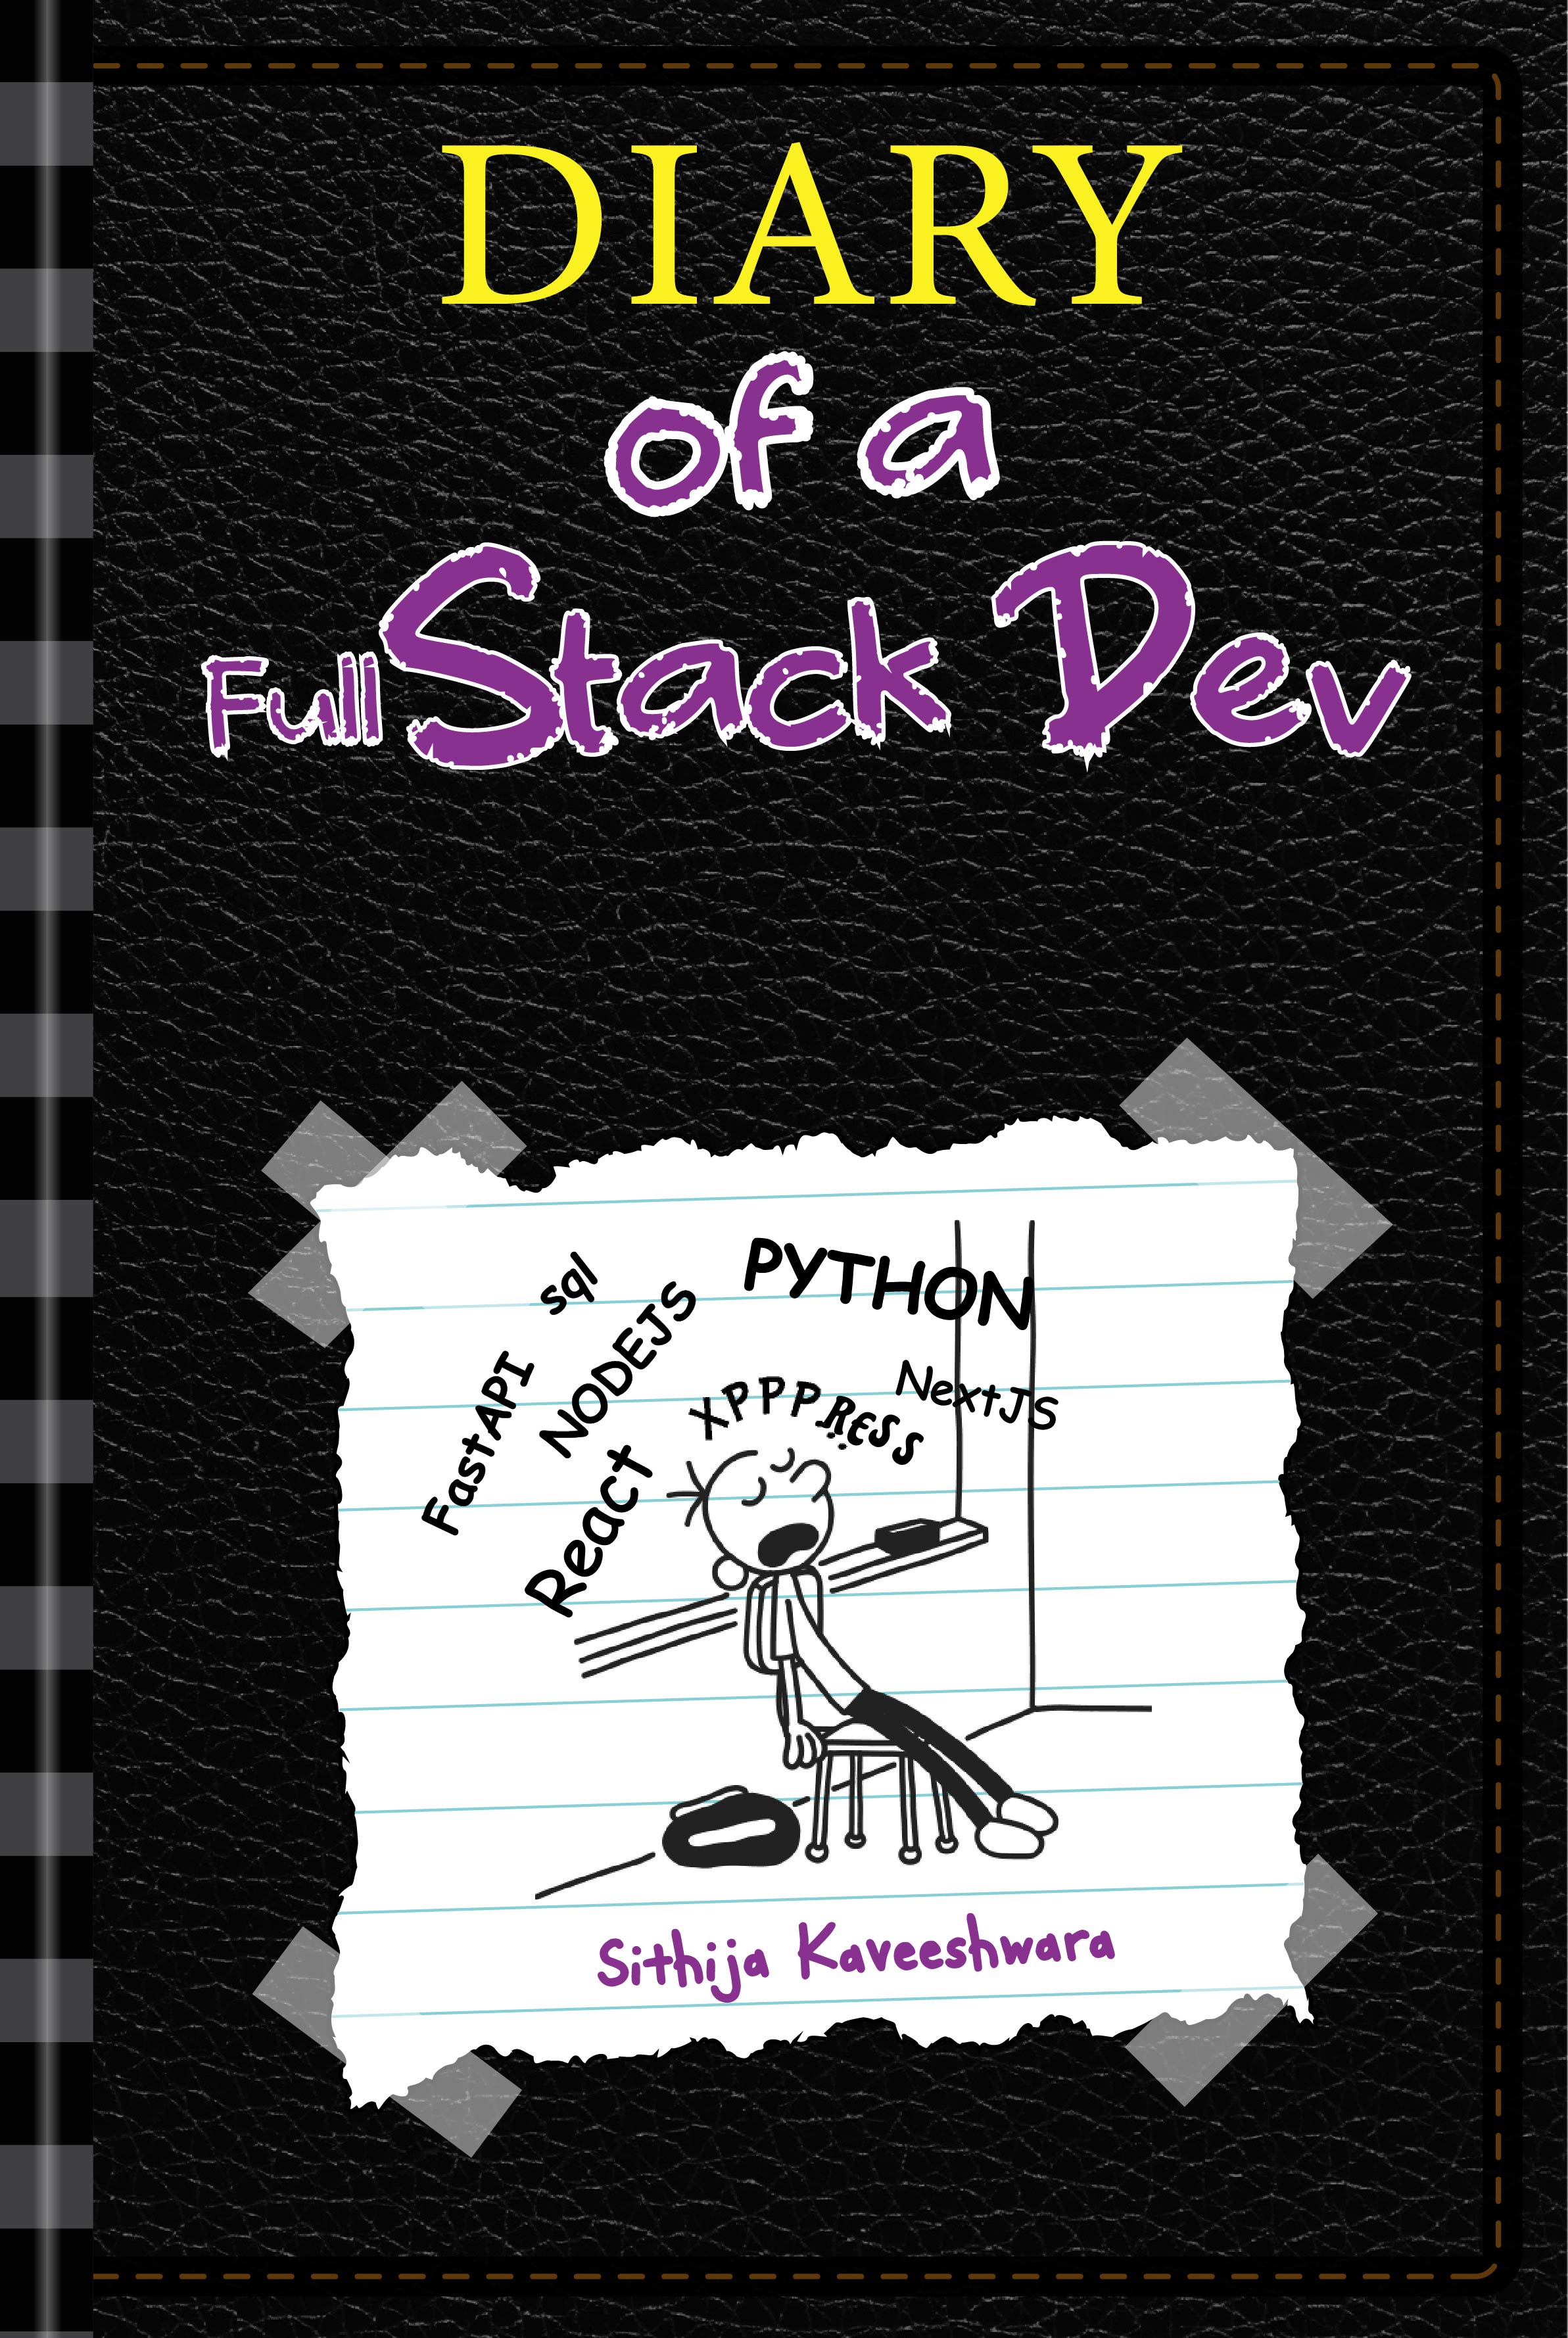 DIARY
of a
Full Stack Dev
sql
PYTHON
NODEJS
FastAPI
NextJS
XPPPRESS
React
Sithija Kaveeshwara